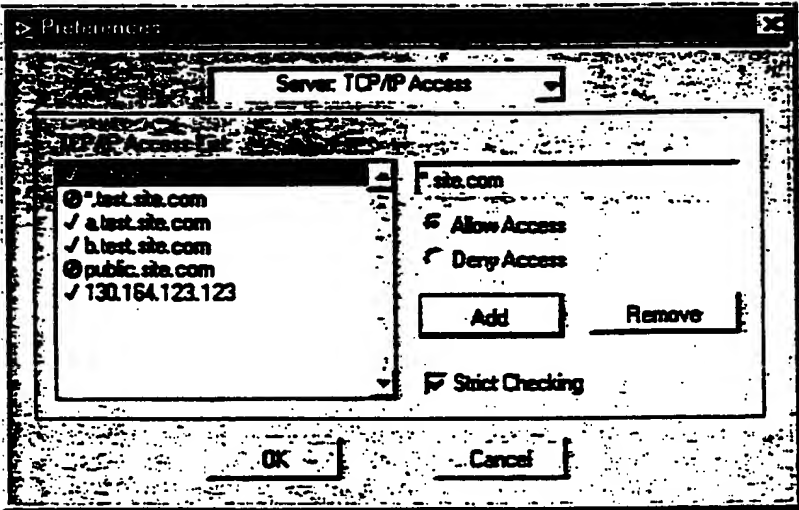 Preferences
Server: TCP/IP Access
TCP/IP Access List
*.site.com
*.test.site.com
a.test.site.com
b.test.site.com
public.site.com
130.164.123.123
Allow Access
Deny Access
Add
Remove
Strict Checking
OK
Cancel